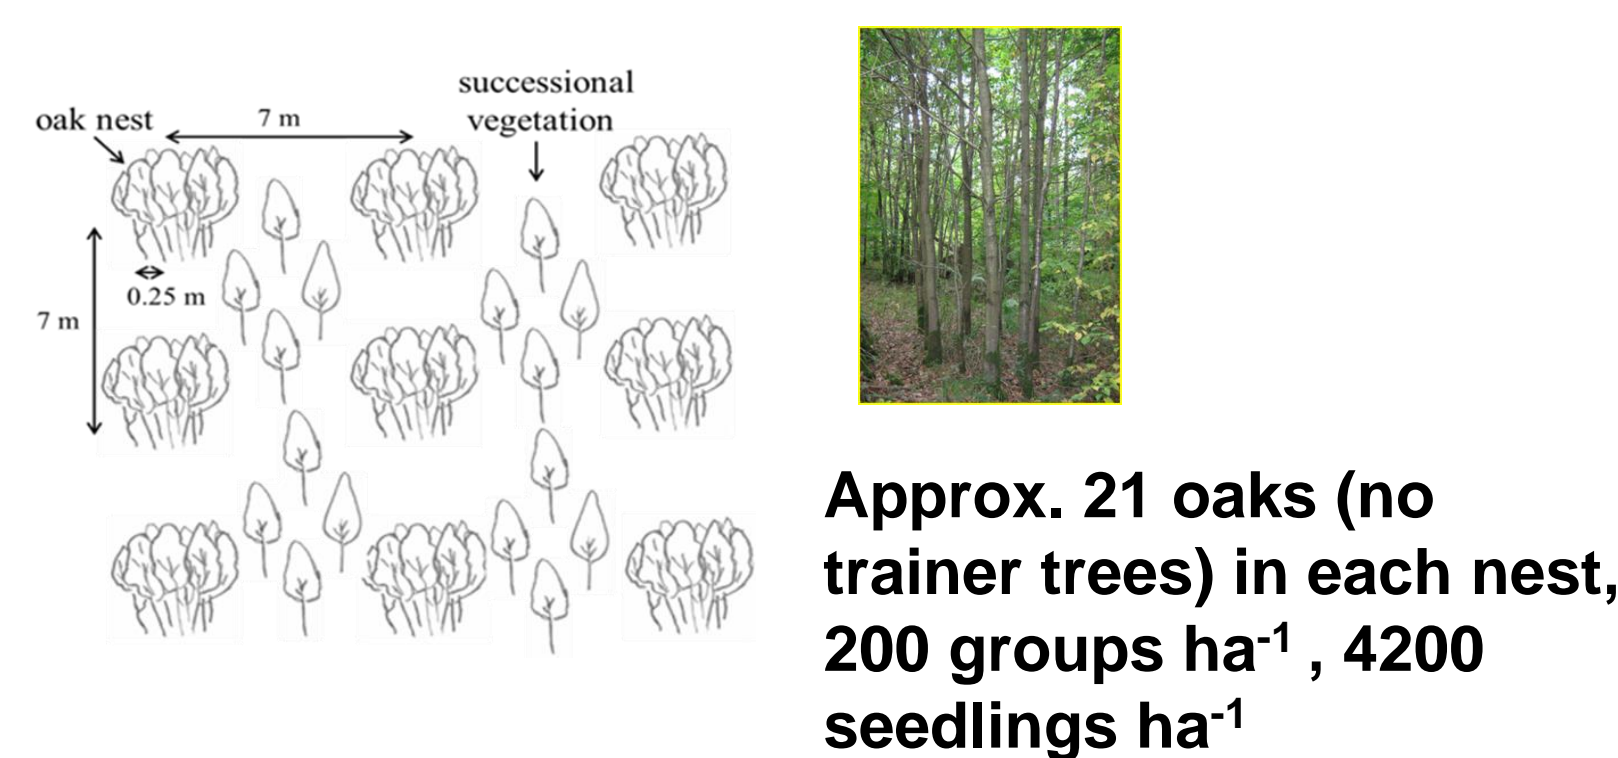 successional
vegetation
oak nest
7 m
0.25 m
7 m
Approx. 21 oaks (no
trainer trees) in each nest,
200 groups ha⁻¹ , 4200
seedlings ha⁻¹